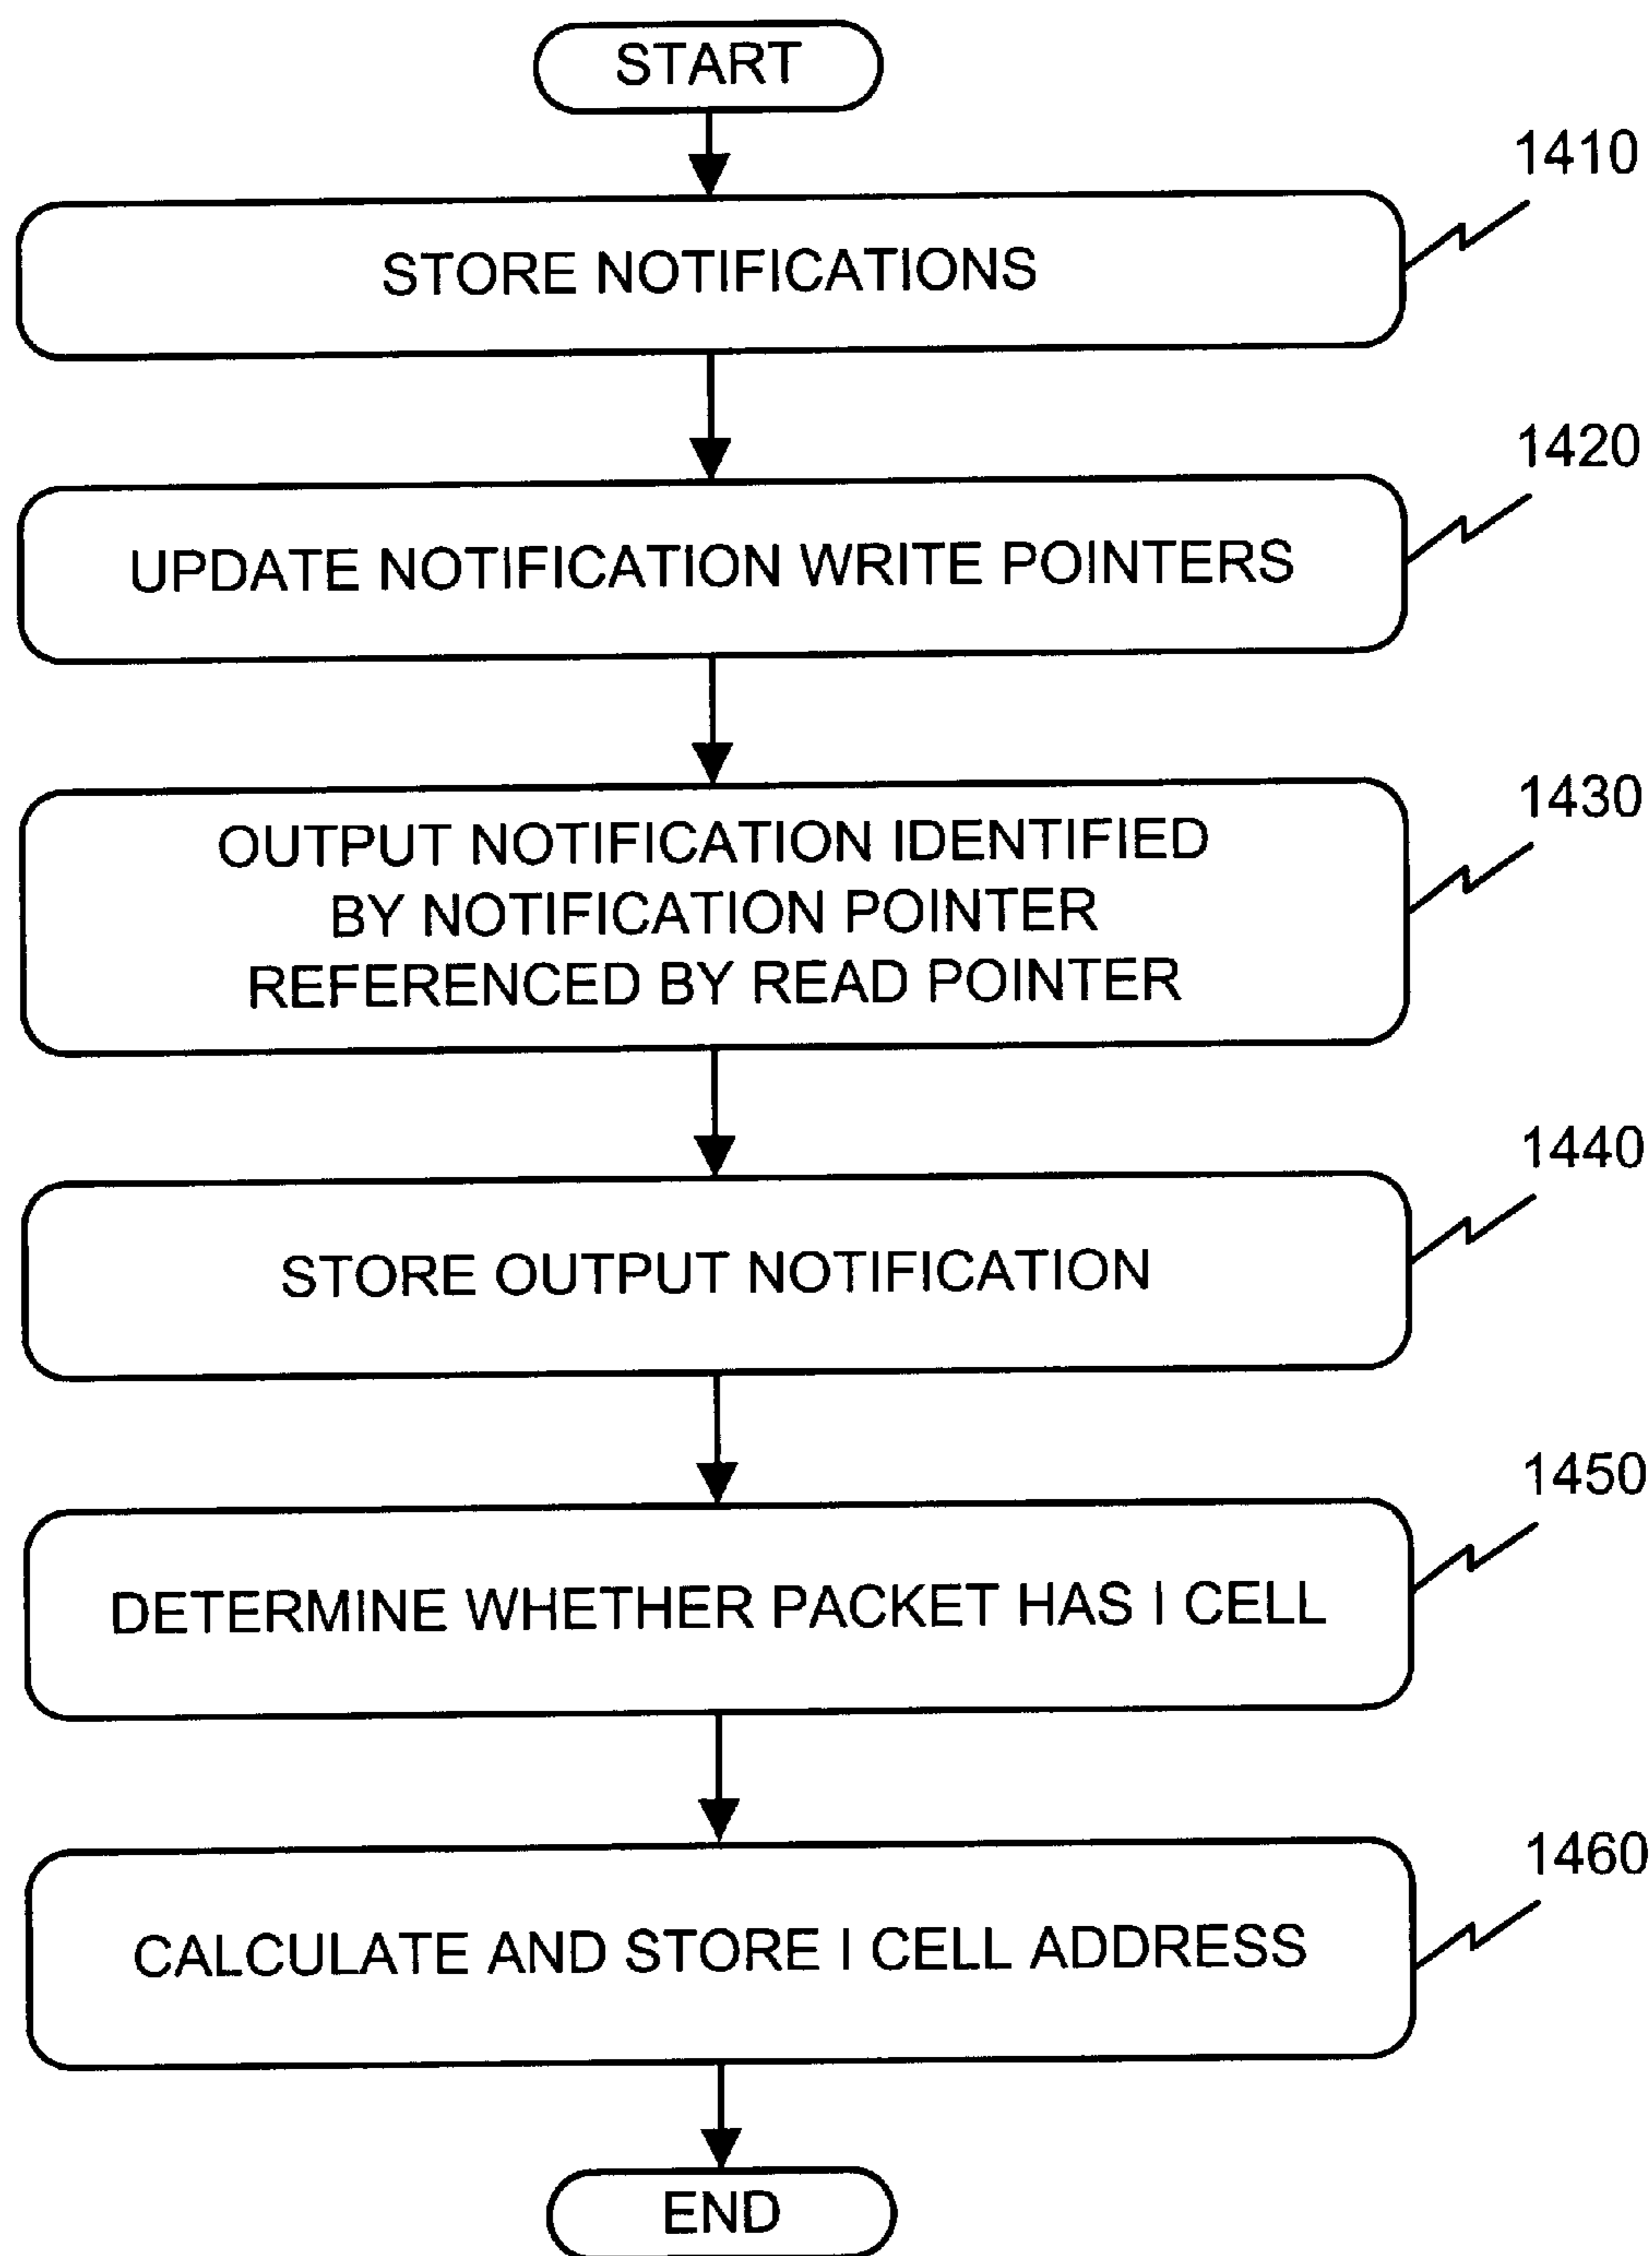 START
1410
STORE NOTIFICATIONS
1420
UPDATE NOTIFICATION WRITE POINTERS
1430
OUTPUT NOTIFICATION IDENTIFIED
BY NOTIFICATION POINTER
REFERENCED BY READ POINTER
1440
STORE OUTPUT NOTIFICATION
1450
DETERMINE WHETHER PACKET HAS I CELL
1460
CALCULATE AND STORE I CELL ADDRESS
END